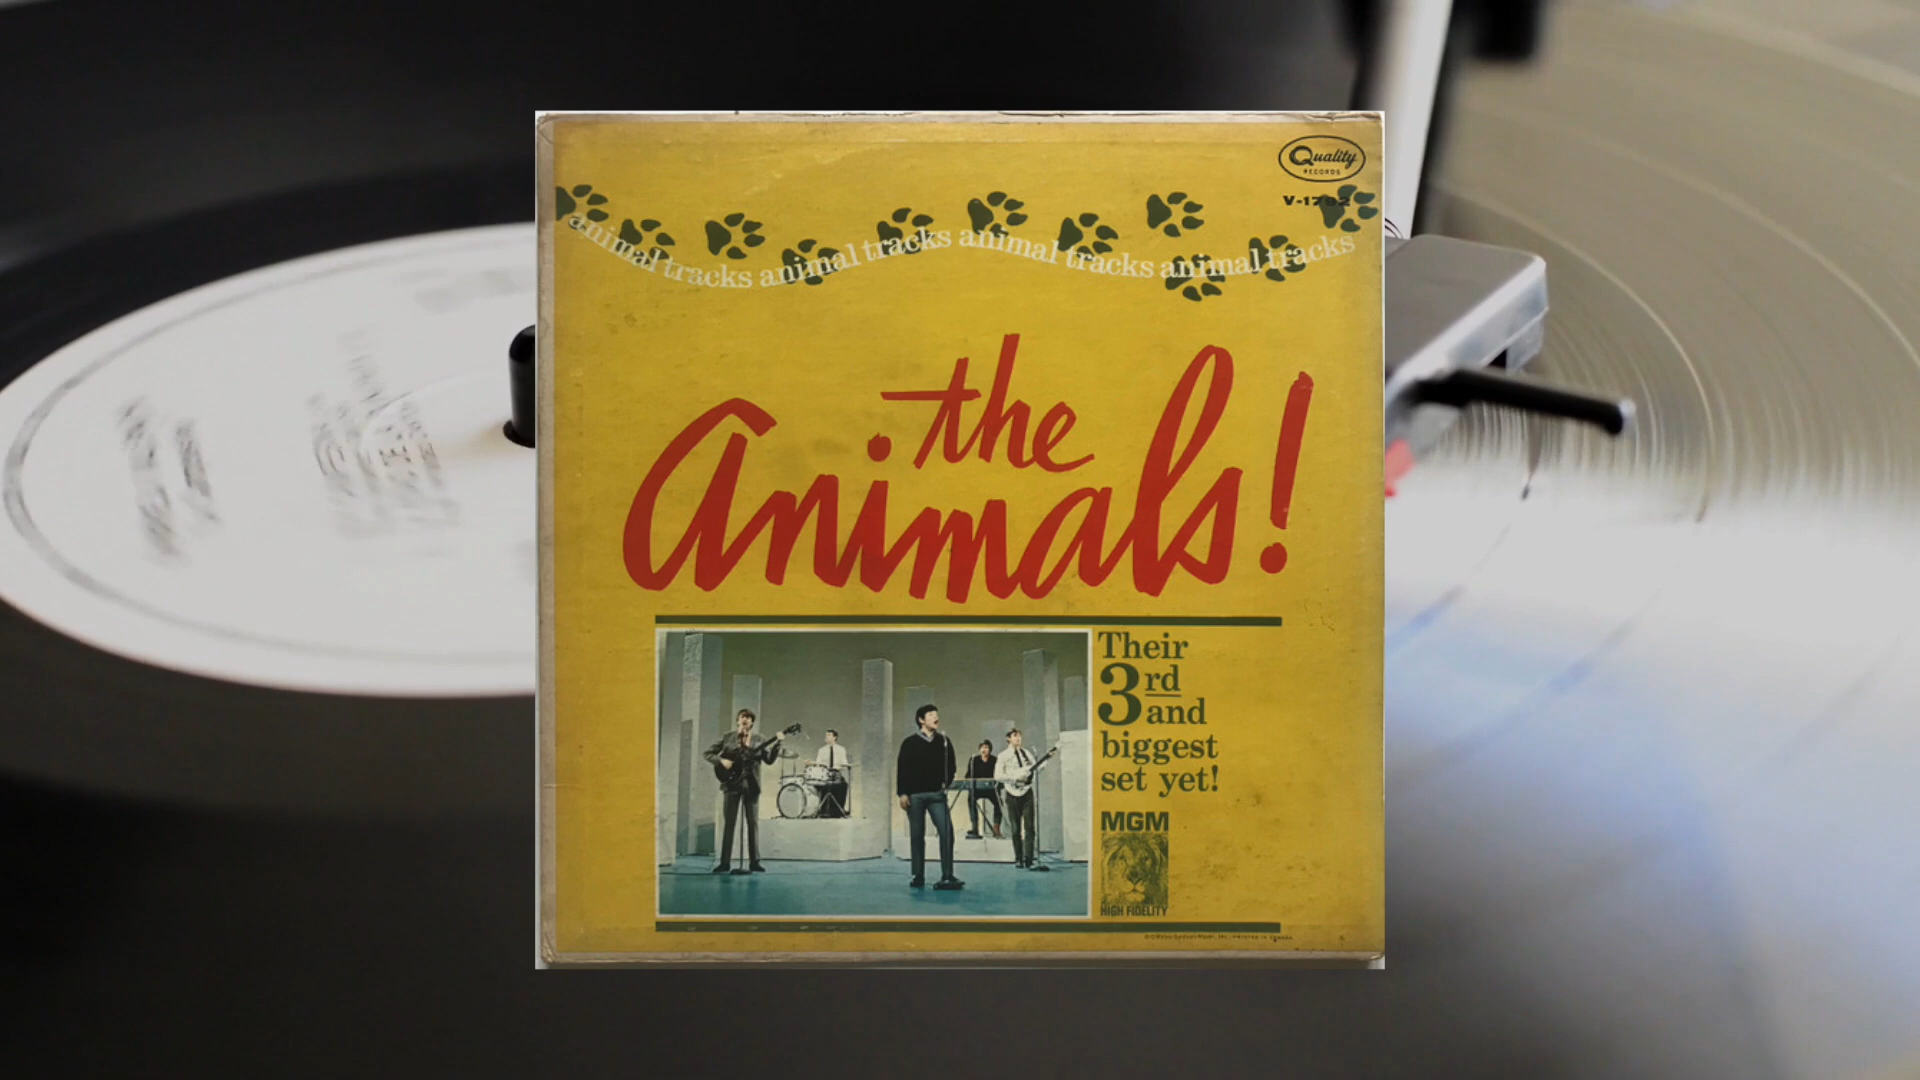 Quality
RECORDS
animal tracks animal tracks animal tracks animal tracks
the
animals!
Their
3rd
and
biggest
set yet!
MGM
HIGH FIDELITY